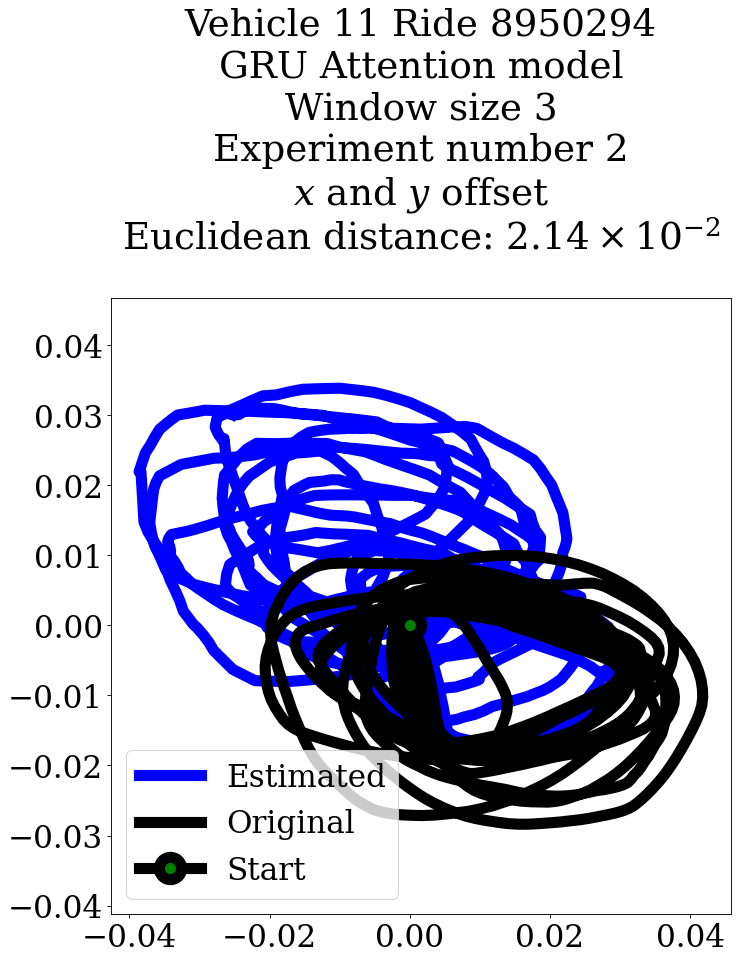 Vehicle 11 Ride 8950294
GRU Attention model
Window size 3
Experiment number 2
x and y offset
Euclidean distance: 2.14 × 10⁻²
0.04
0.03
0.02
0.01
0.00
−0.01
−0.02
−0.03
−0.04
Estimated
Original
Start
−0.04 −0.02 0.00 0.02 0.04